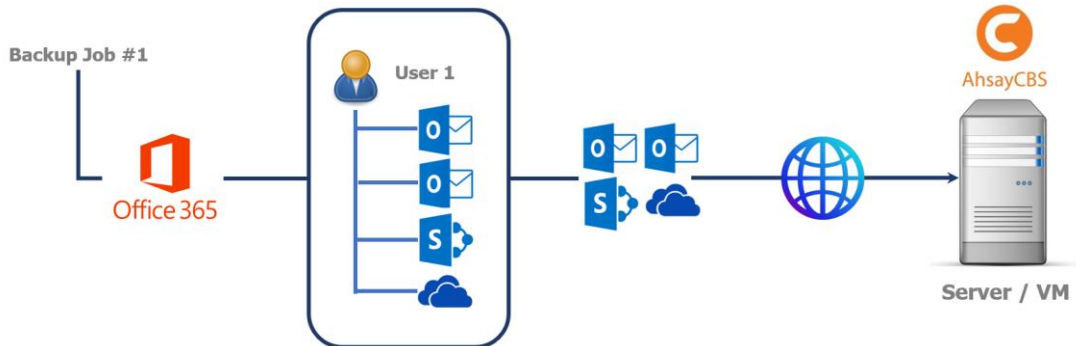 Backup Job #1
Office 365
User 1
O
O
S
O
O
S
AhsayCBS
Server / VM